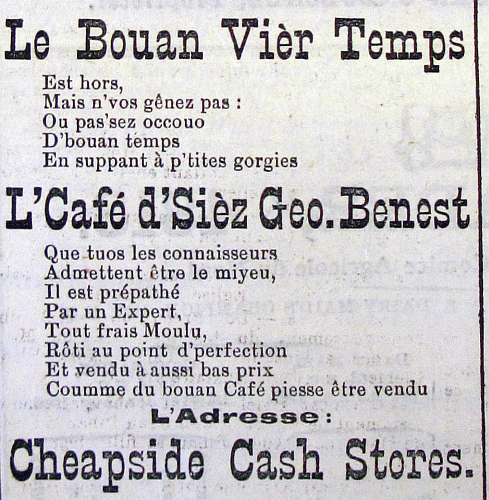 Le Bouan Vièr Temps
Est hors,
Mais n'vos gênez pas :
Ou pas'sez occouo
D'bouan temps
En suppant à p'tites gorgies
L'Café d'Sièz Geo. Benest
Que tuos les connaisseurs
Admettent être le miyeu,
Il est prépathé
Par un Expert,
Tout frais Moulu,
Rôti au point d'perfection
Et vendu à aussi bas prix
Coumme du bouan Café piesse être vendu
L'Adresse :
Cheapside Cash Stores.